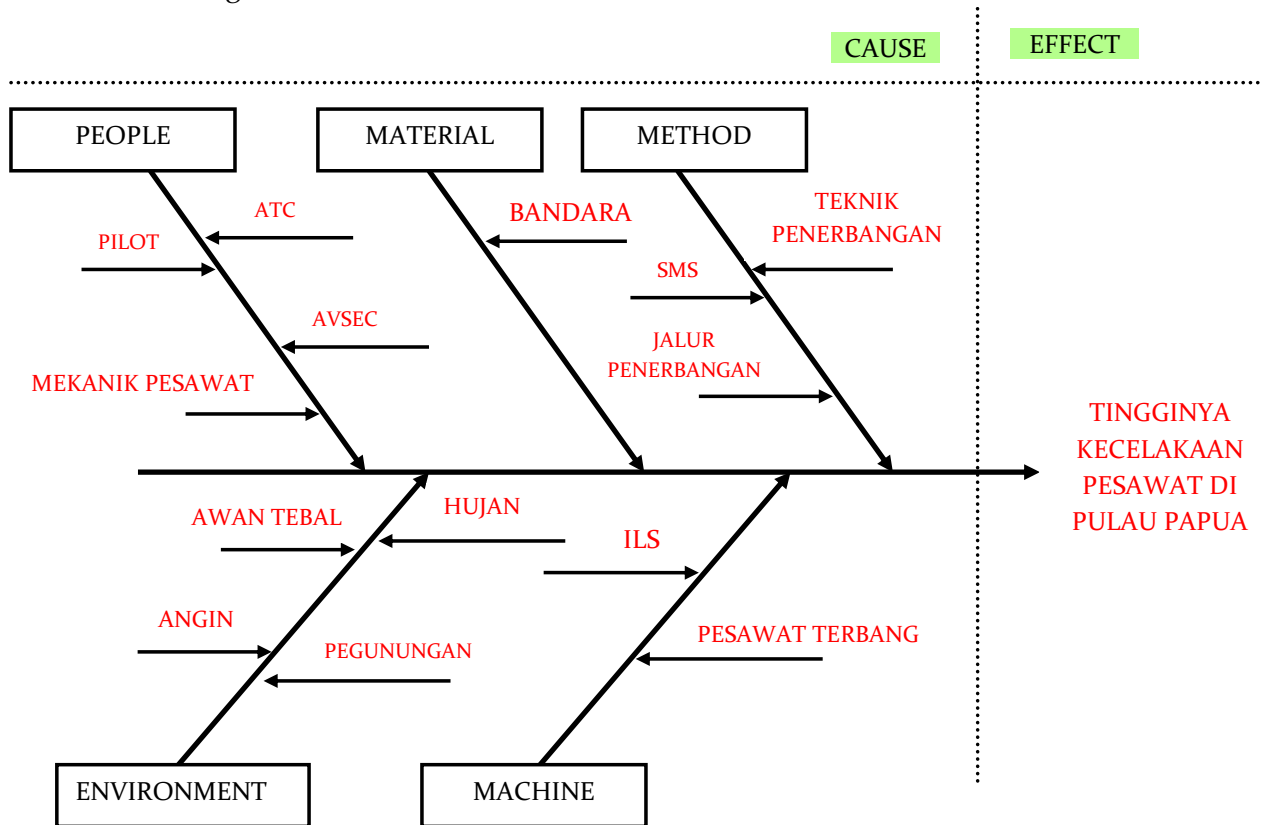 CAUSE
EFFECT
PEOPLE
MATERIAL
METHOD
ATC
PILOT
AVSEC
MEKANIK PESAWAT
BANDARA
TEKNIK
PENERBANGAN
SMS
JALUR
PENERBANGAN
TINGGINYA
KECELAKAAN
PESAWAT DI
PULAU PAPUA
AWAN TEBAL
HUJAN
ANGIN
PEGUNUNGAN
ILS
PESAWAT TERBANG
ENVIRONMENT
MACHINE